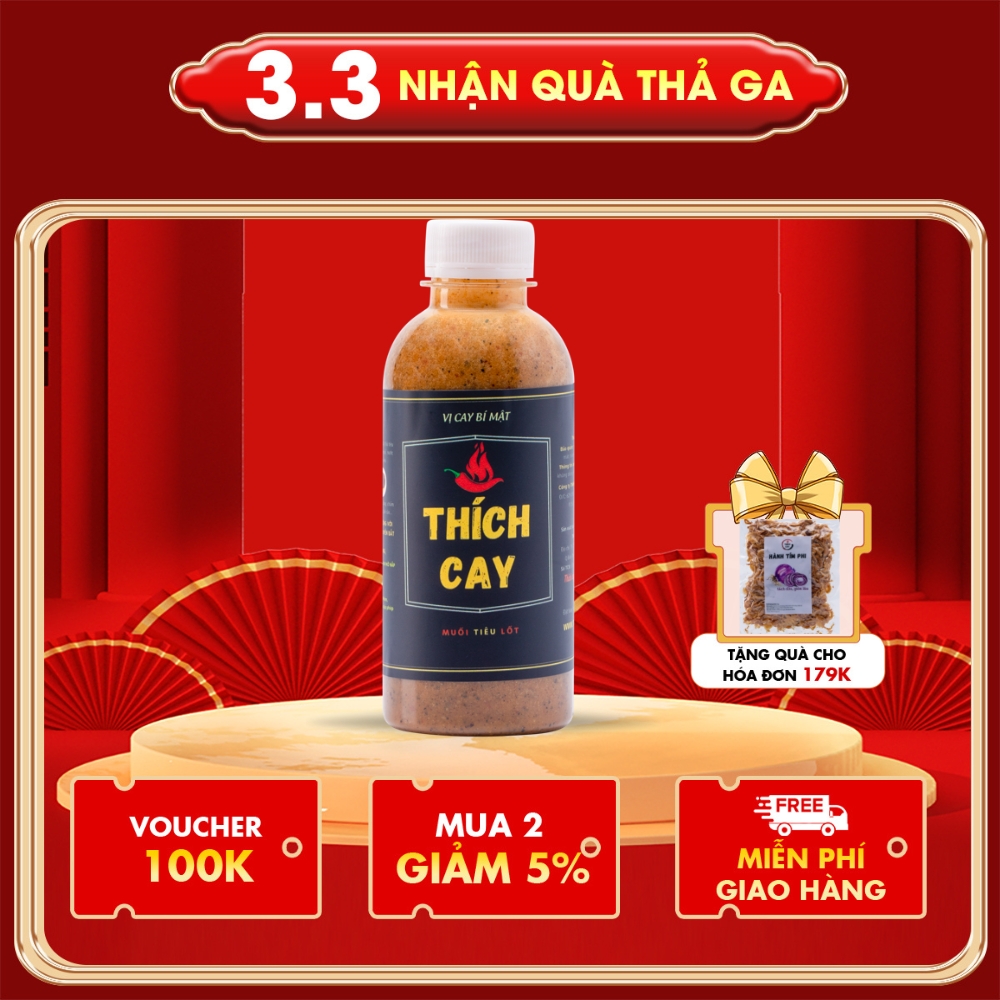 3.3 NHẬN QUÀ THẢ GA
VỊ CAY BÍ MẬT
THÍCH
CAY
MUỐI TIÊU LỐT
HÀNH TÍM PHI
TẶNG QUÀ CHO
HÓA ĐƠN 179K
VOUCHER
100K
MUA 2
GIẢM 5%
FREE
MIỄN PHÍ
GIAO HÀNG